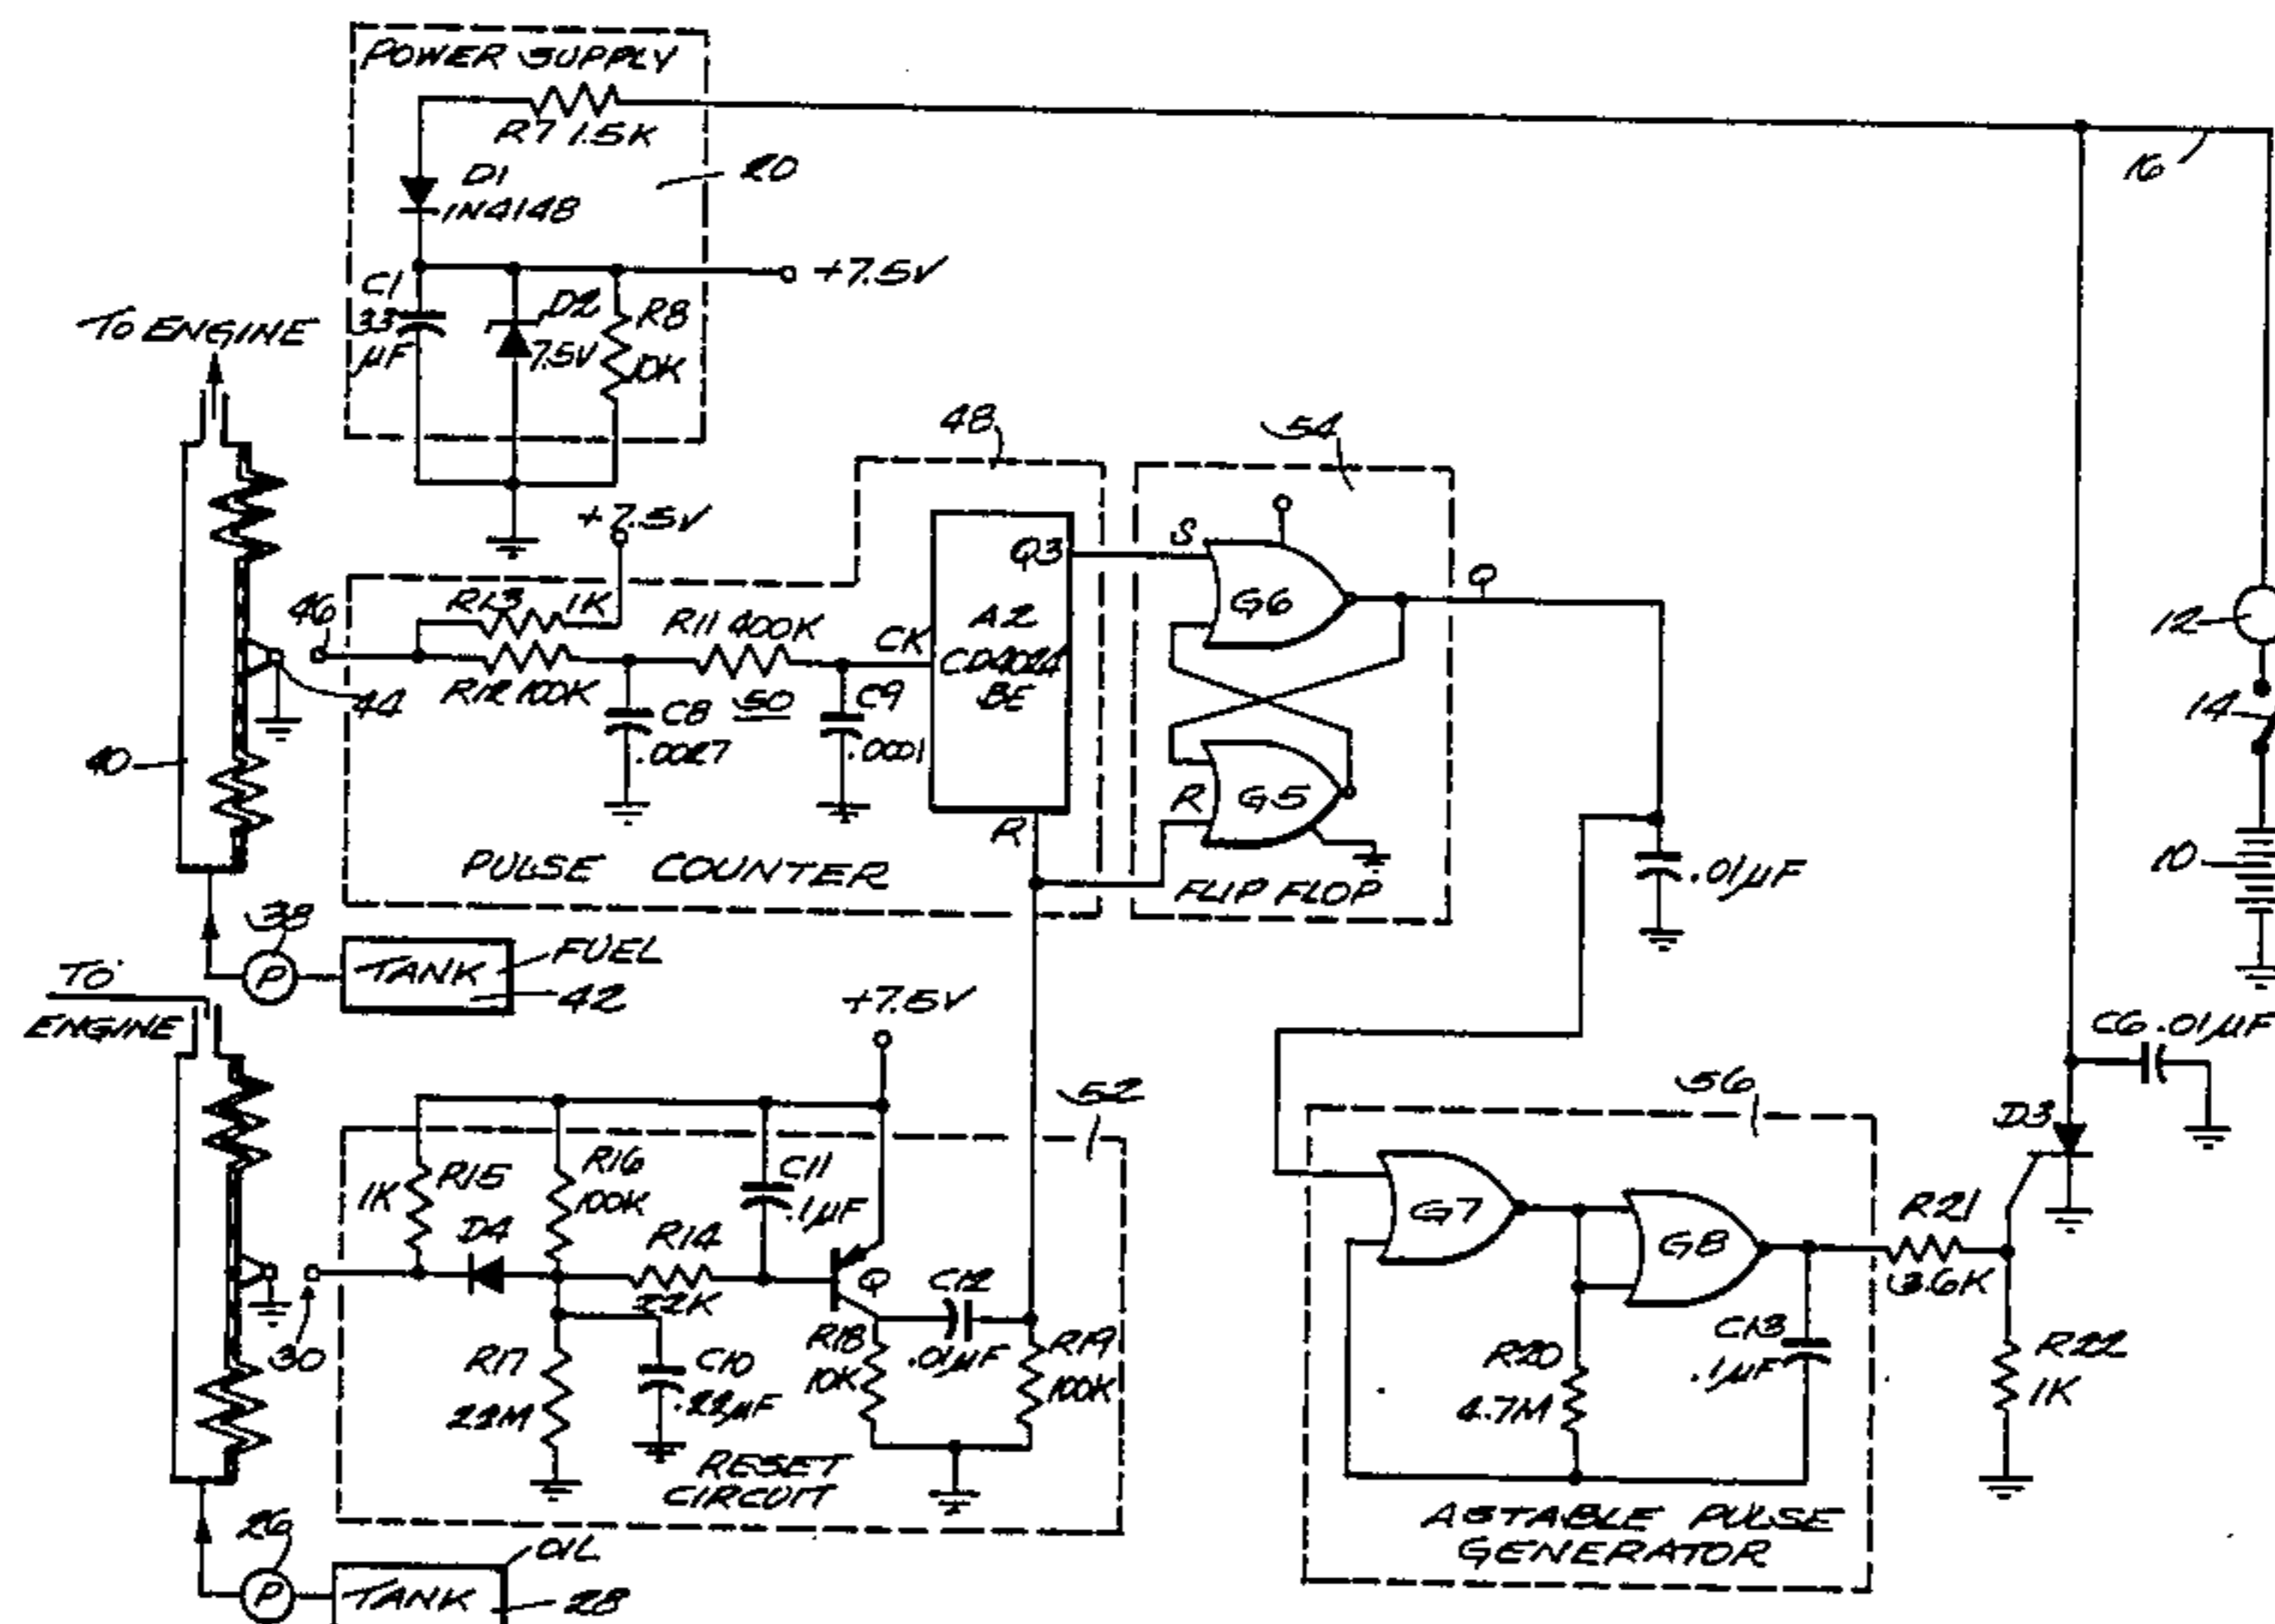 POWER SUPPLY
R7 1.5K
16
D1
1N4148
20
+7.5V
C1
33
µF
D2
7.5V
R8
10K
TO ENGINE
48
54
+7.5V
S
Q3
G6
Q
12
46
R13 1K
R11 400K
CK
A2
CD4024
BE
R12 100K
44
C8
.0027
50
C9
.0001
14
40
R
G5
R
10
PULSE COUNTER
FLIP FLOP
.01µF
38
P
TANK
FUEL
42
TO
ENGINE
+7.5V
C6 .01µF
52
56
D3
R15
1K
R16
100K
C11
.1µF
D4
R14
22K
Q
G7
G8
R21
3.6K
C12
.01µF
30
R17
22M
C10
.22µF
R18
10K
R19
100K
R20
4.7M
C13
.1µF
R22
1K
RESET
CIRCUIT
ASTABLE PULSE
GENERATOR
26
P
TANK
OIL
28